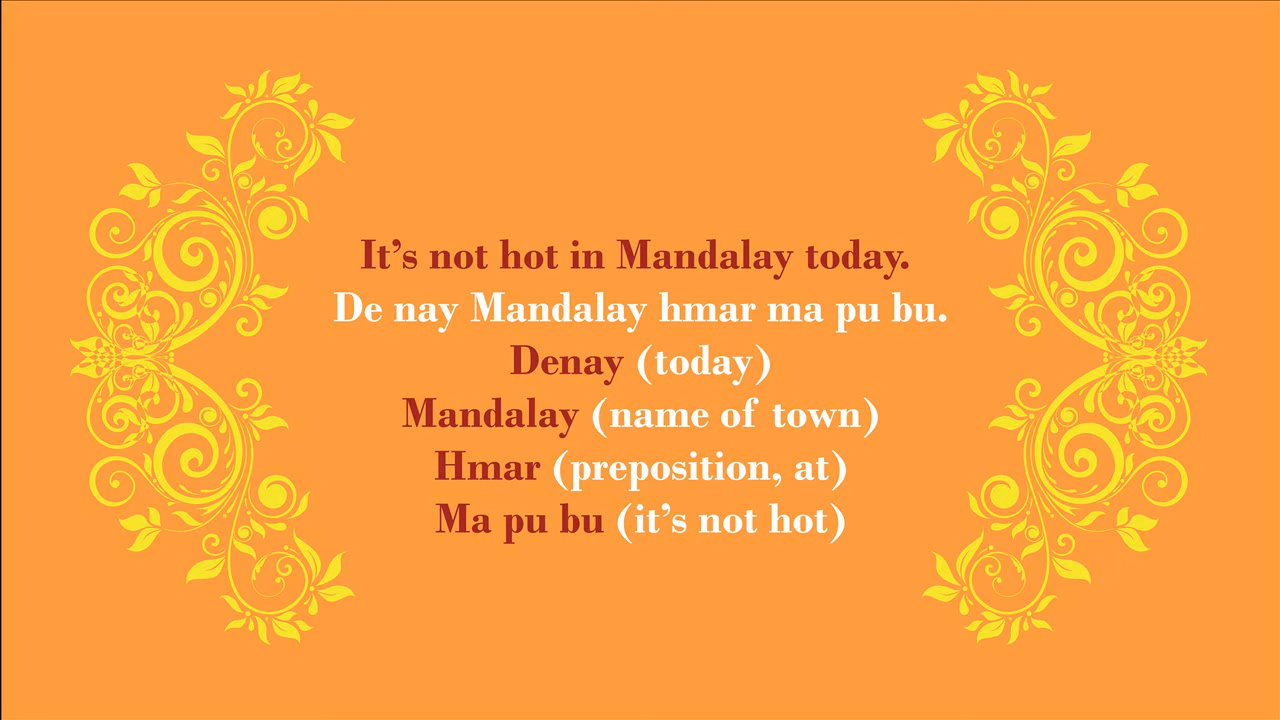 It’s not hot in Mandalay today.
De nay Mandalay hmar ma pu bu.
Denay (today)
Mandalay (name of town)
Hmar (preposition, at)
Ma pu bu (it’s not hot)